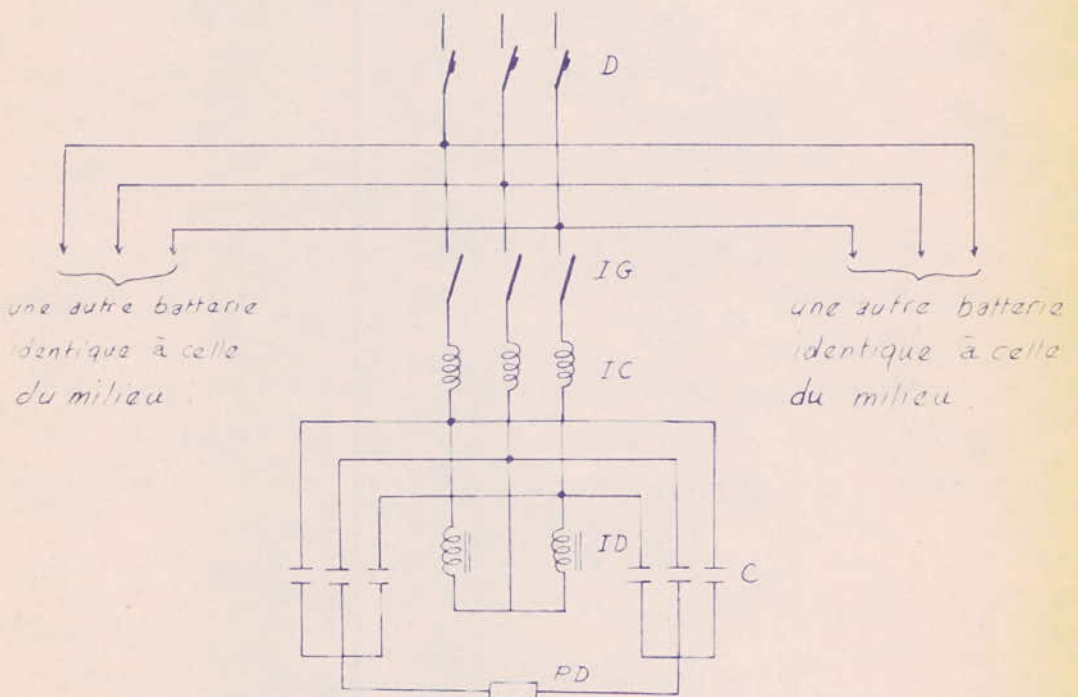 D
IG
une autre batterie
identique à celle
du milieu.
une autre batterie
identique à celle
du milieu.
IC
ID
C
PD